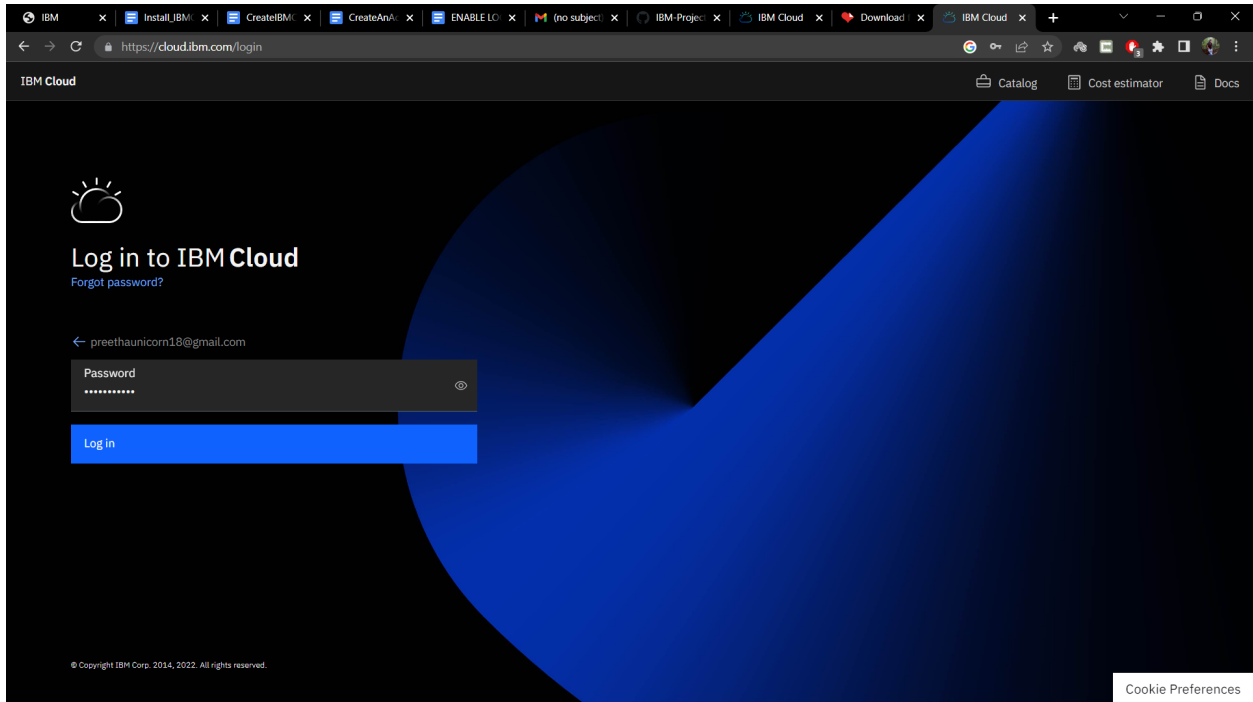 IBM Install_IBM CreateIBMC CreateAnAc ENABLE LO (no subject) IBM-Project IBM Cloud Download IBM Cloud
https://cloud.ibm.com/login
3
IBM Cloud Catalog Cost estimator Docs
Log in to IBM Cloud
Forgot password?
preethaunicorn18@gmail.com
Password
•••••••••••
Log in
© Copyright IBM Corp. 2014, 2022. All rights reserved.
Cookie Preferences